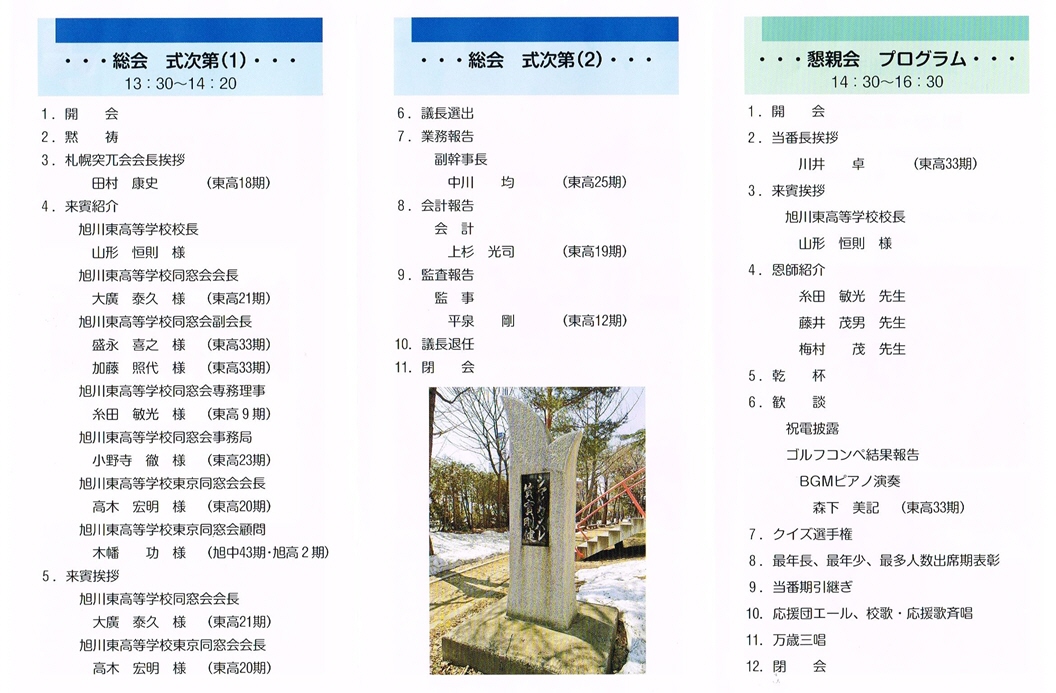 ・・・総会　式次第(1)・・・
13：30〜14：20
1．開　　会
2．黙　　祷
3．札幌突兀会会長挨拶
田村　康史　（東高18期）
4．来賓紹介
旭川東高等学校校長
山形　恒則　様
旭川東高等学校同窓会会長
大廣　泰久　様　（東高21期）
旭川東高等学校同窓会副会長
盛永　喜之　様　（東高33期）
加藤　照代　様　（東高33期）
旭川東高等学校同窓会専務理事
糸田　敏光　様　（東高９期）
旭川東高等学校同窓会事務局
小野寺　徹　様　（東高23期）
旭川東高等学校東京同窓会会長
高木　宏明　様　（東高20期）
旭川東高等学校東京同窓会顧問
木幡　　功　様　（旭中43期・旭高２期）
5．来賓挨拶
旭川東高等学校同窓会会長
大廣　泰久　様　（東高21期）
旭川東高等学校東京同窓会会長
高木　宏明　様　（東高20期）
・・・総会　式次第(2)・・・
6．議長選出
7．業務報告
副幹事長
中川　　均　（東高25期）
8．会計報告
会　計
上杉　光司　（東高19期）
9．監査報告
監　事
平泉　　剛　（東高12期）
10．議長退任
11．閉　　会
質実剛健
・・・懇親会　プログラム・・・
14：30〜16：30
1．開　　会
2．当番長挨拶
川井　　卓　（東高33期）
3．来賓挨拶
旭川東高等学校校長
山形　恒則　様
4．恩師紹介
糸田　敏光　先生
藤井　茂男　先生
梅村　　茂　先生
5．乾　　杯
6．歓　　談
祝電披露
ゴルフコンペ結果報告
BGMピアノ演奏
森下　美記　（東高33期）
7．クイズ選手権
8．最年長、最年少、最多人数出席期表彰
9．当番期引継ぎ
10．応援団エール、校歌・応援歌斉唱
11．万歳三唱
12．閉　　会